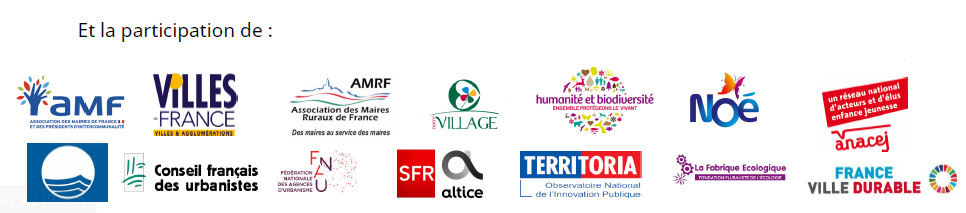 Et la participation de :
AMF
ASSOCIATION DES MAIRES DE FRANCE
ET DES PRÉSIDENTS D'INTERCOMMUNALITÉ
VILLES
DE FRANCE
VILLES & AGGLOMÉRATIONS
AMRF
Association des Maires
Ruraux de France
Des maires au service des maires
VILLAGE
humanité et biodiversité
ENSEMBLE PROTÉGEONS LE VIVANT
Noé
un réseau national
d'acteurs et d'élus
enfance jeunesse
anacej
Conseil français
des urbanistes
FNAU
FÉDÉRATION
NATIONALE
DES AGENCES
D'URBANISME
SFR
altice
TERRITORIA
Observatoire National
de l'Innovation Publique
La Fabrique Ecologique
FONDATION PLURALISTE DE L'ÉCOLOGIE
FRANCE
VILLE DURABLE